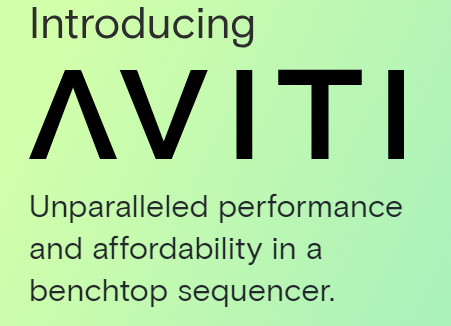 Introducing
AVITI
Unparalleled performance
and affordability in a
benchtop sequencer.